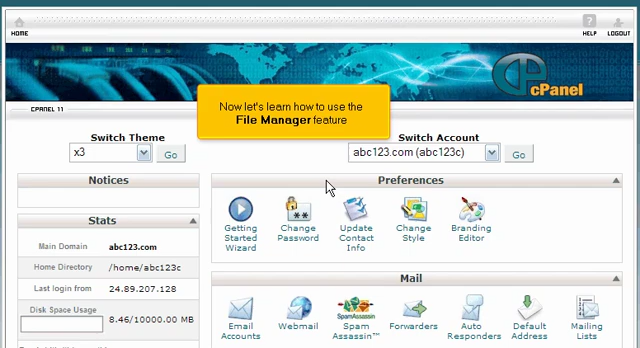 HOME
HELP
LOGOUT
cPanel
CPANEL 11
Now let's learn how to use the
File Manager feature
Switch Theme
x3
Go
Switch Account
abc123.com (abc123c)
Go
Notices
Stats
Main Domain
abc123.com
Home Directory
/home/abc123c
Last login from
24.89.207.128
Disk Space Usage
8.46/10000.00 MB
Preferences
Getting
Started
Wizard
Change
Password
Update
Contact
Info
Change
Style
Branding
Editor
Mail
Email
Accounts
Webmail
SpamAssassin
Spam
Assassin™
Forwarders
Auto
Responders
Default
Address
Mailing
Lists